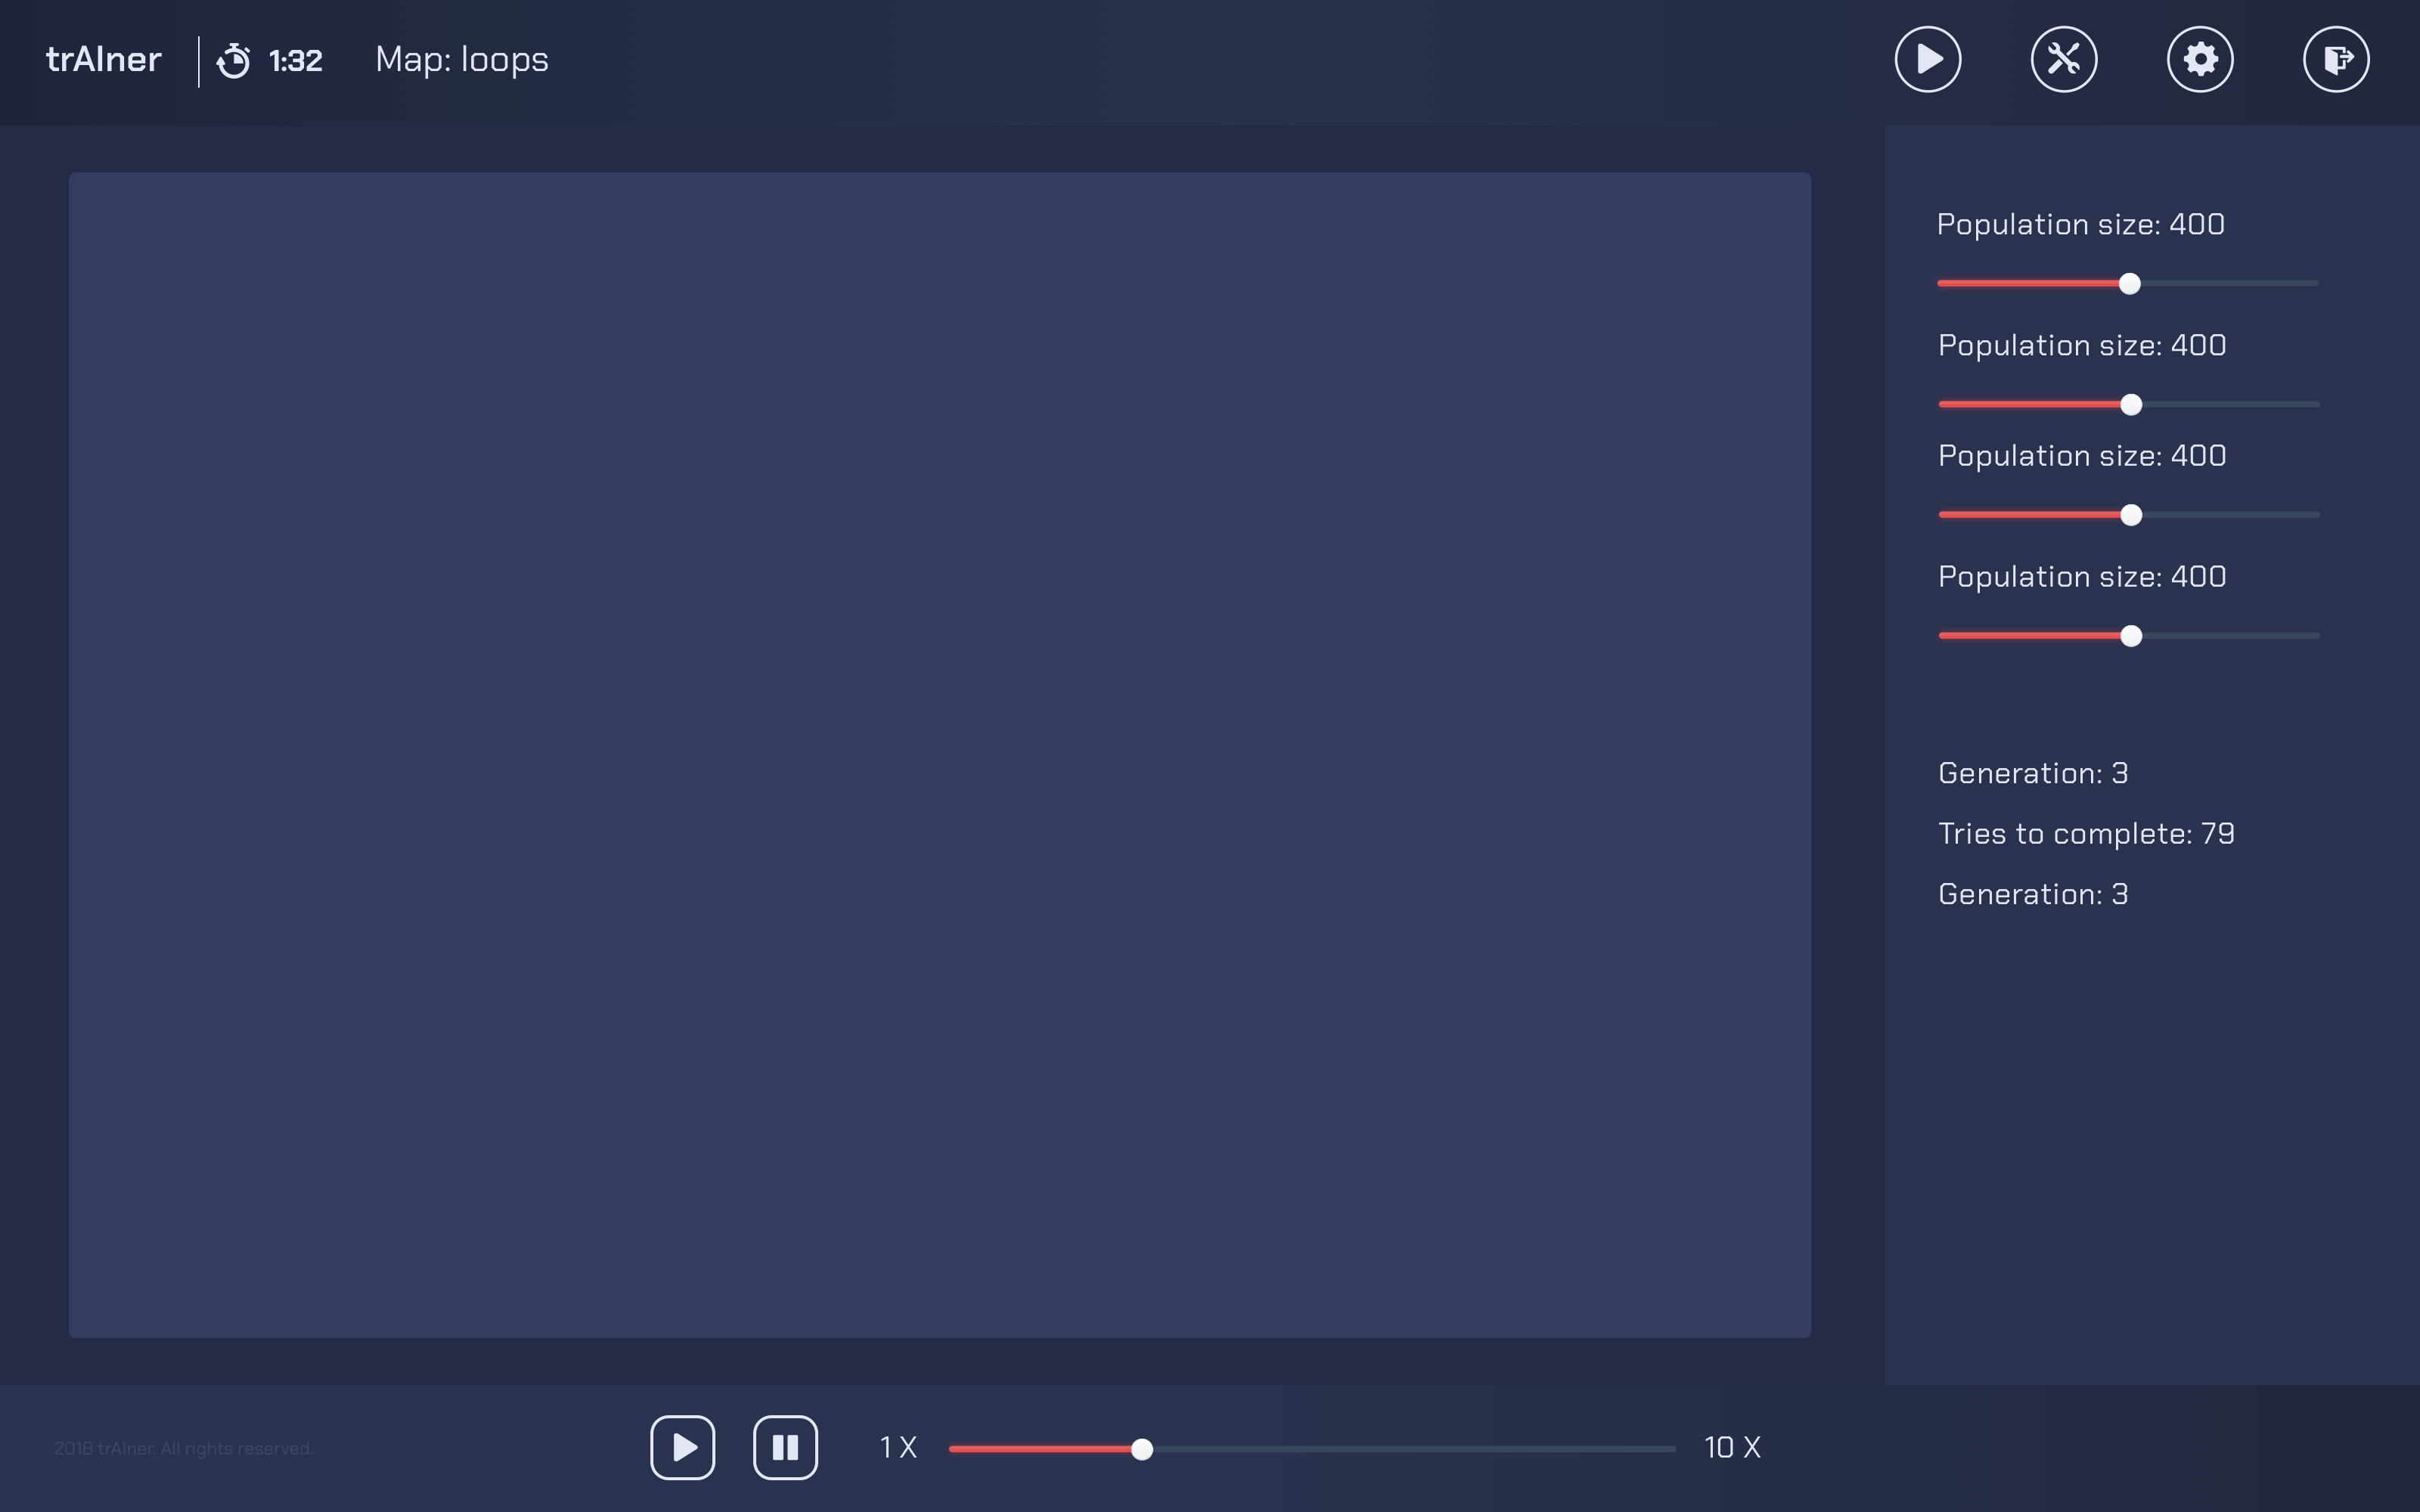 trAIner
1:32
Map: loops
Population size: 400
Population size: 400
Population size: 400
Population size: 400
Generation: 3
Tries to complete: 79
Generation: 3
2018 trAIner. All rights reserved.
1 X
10 X